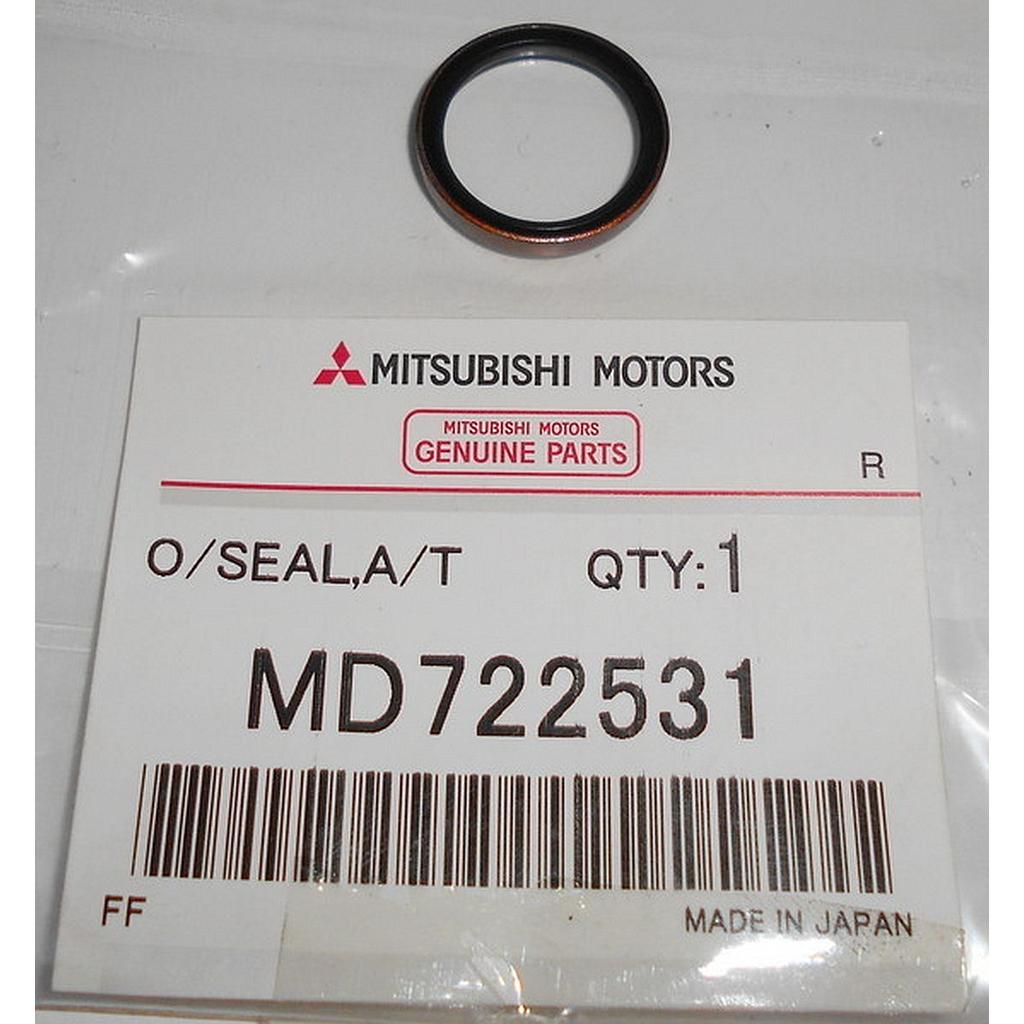 MITSUBISHI MOTORS
MITSUBISHI MOTORS
GENUINE PARTS
R
O/SEAL,A/T QTY:1
MD722531
FF MADE IN JAPAN